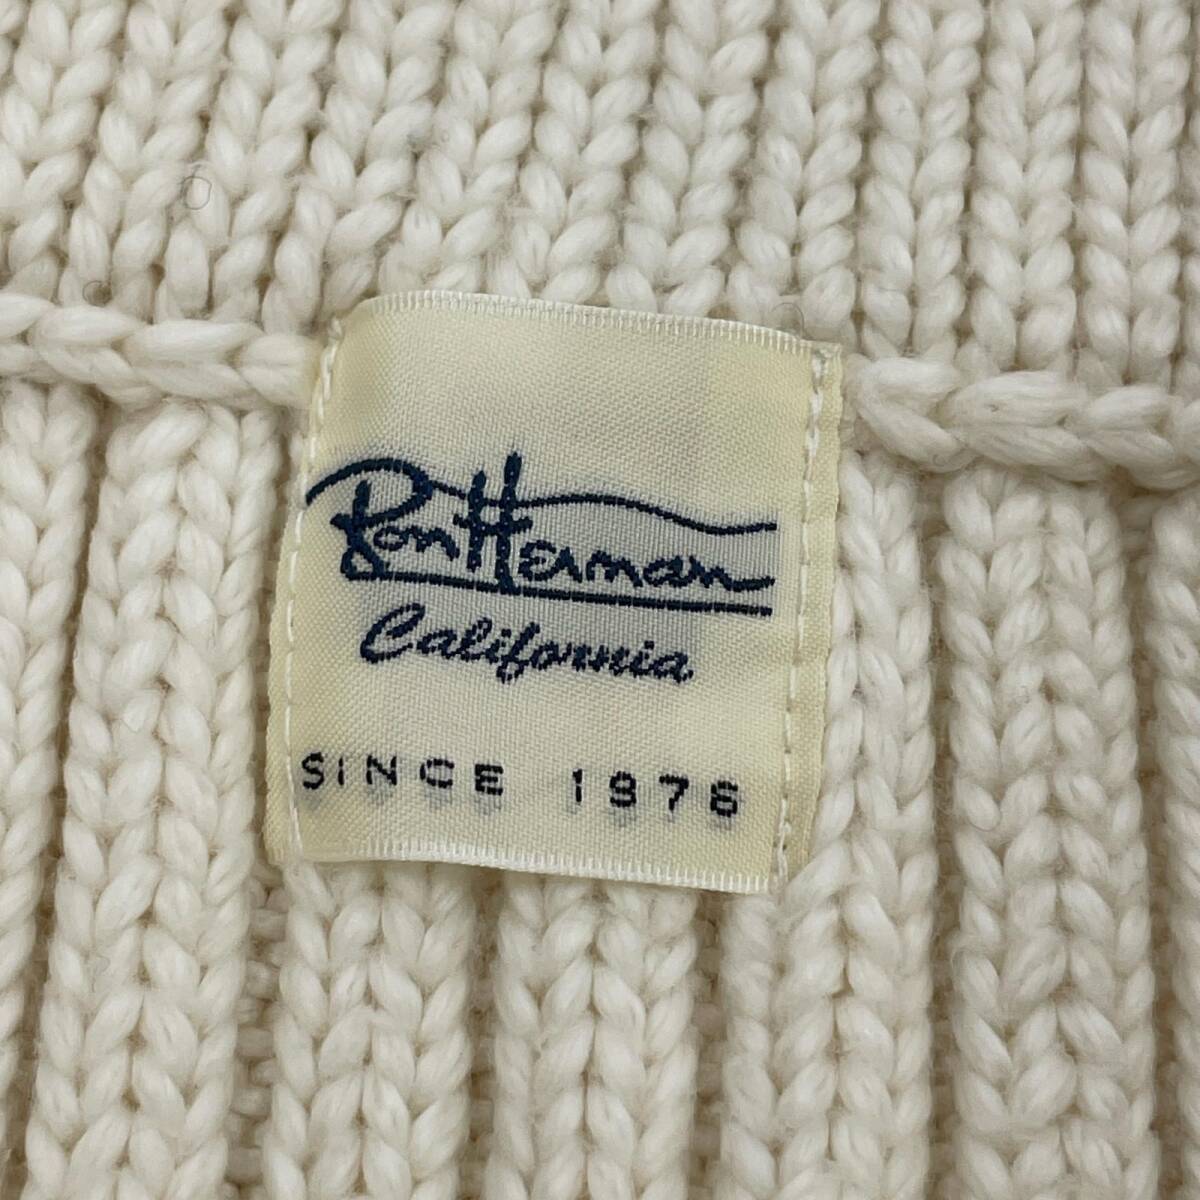 Ron Herman
California
SINCE 1976